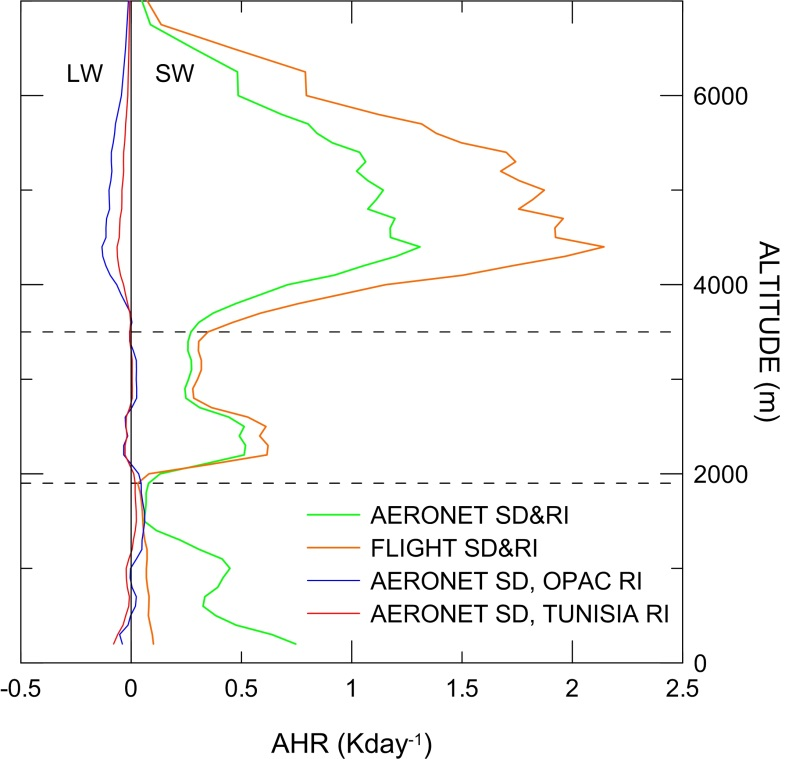 LW
SW
6000
4000
2000
0
ALTITUDE (m)
AERONET SD&RI
FLIGHT SD&RI
AERONET SD, OPAC RI
AERONET SD, TUNISIA RI
-0.5 0 0.5 1 1.5 2 2.5
AHR (Kday-1)